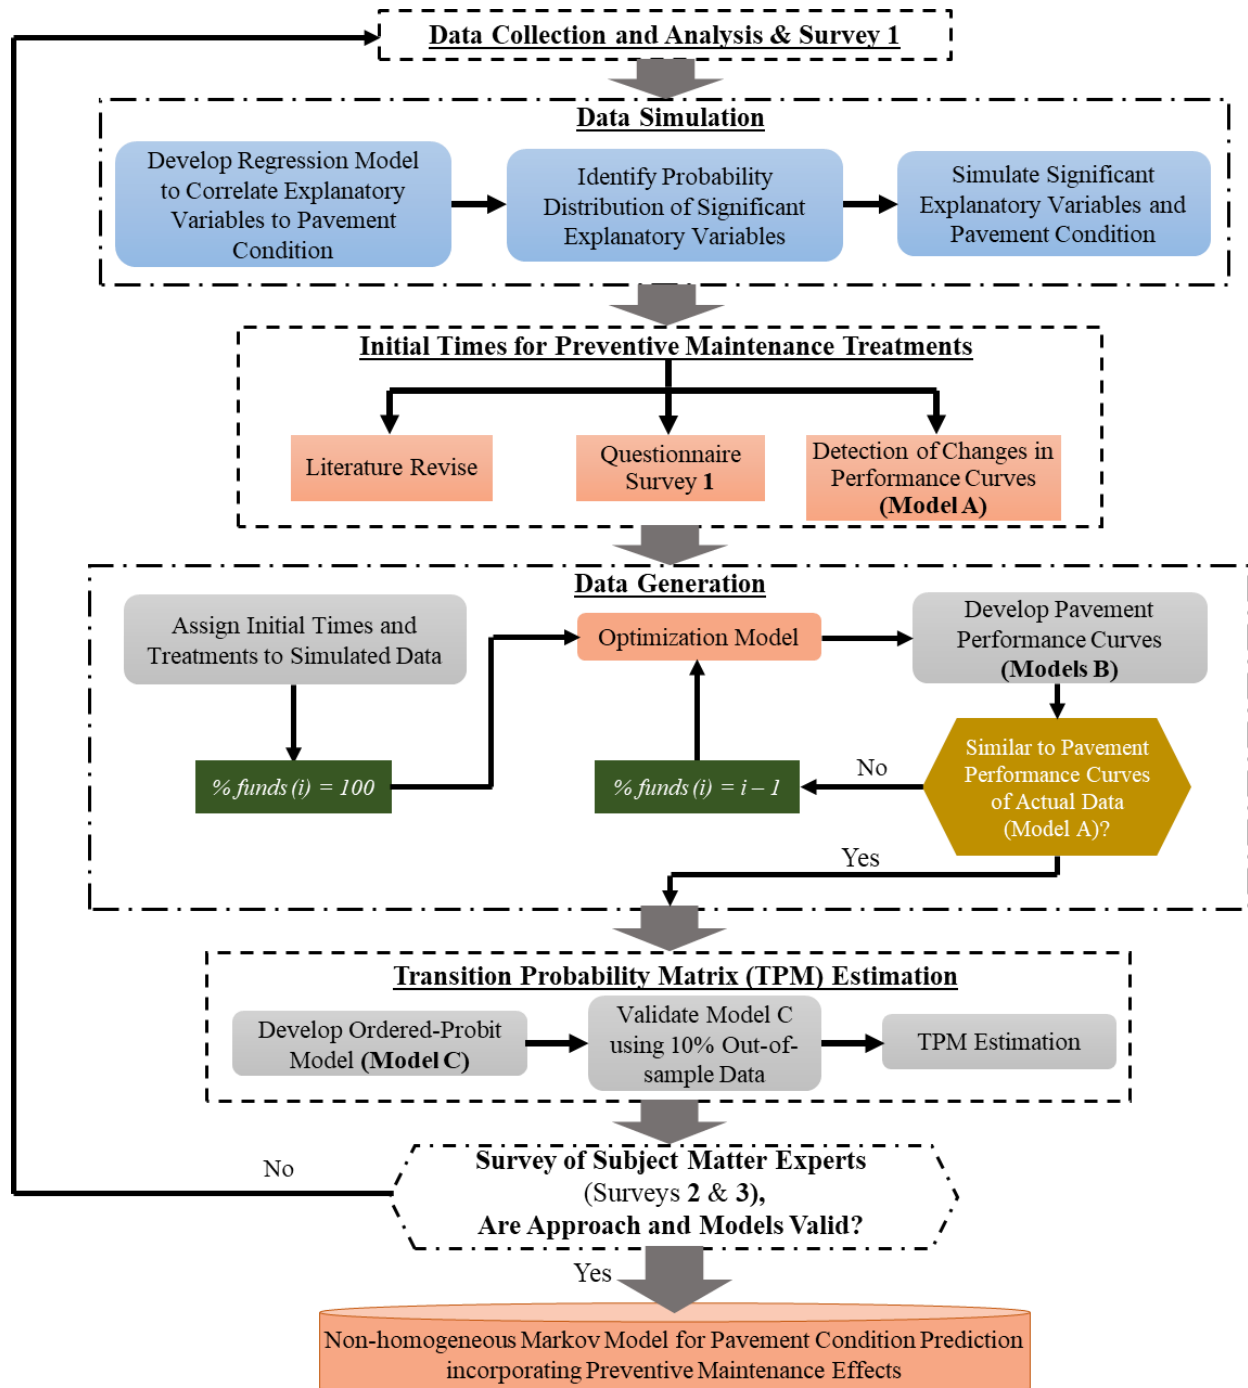 Data Collection and Analysis & Survey 1
Data Simulation
Develop Regression Model
to Correlate Explanatory
Variables to Pavement
Condition
Identify Probability
Distribution of Significant
Explanatory Variables
Simulate Significant
Explanatory Variables and
Pavement Condition
Initial Times for Preventive Maintenance Treatments
Literature Revise
Questionnaire
Survey 1
Detection of Changes in
Performance Curves
(Model A)
Data Generation
Assign Initial Times and
Treatments to Simulated Data
Optimization Model
Develop Pavement
Performance Curves
(Models B)
% funds (i) = 100
% funds (i) = i – 1
No
Similar to Pavement
Performance Curves
of Actual Data
(Model A)?
Yes
Transition Probability Matrix (TPM) Estimation
Develop Ordered-Probit
Model (Model C)
Validate Model C
using 10% Out-of-
sample Data
TPM Estimation
No
Survey of Subject Matter Experts
(Surveys 2 & 3),
Are Approach and Models Valid?
Yes
Non-homogeneous Markov Model for Pavement Condition Prediction
incorporating Preventive Maintenance Effects